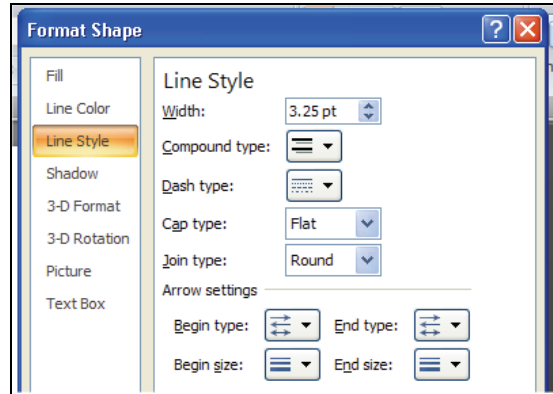 Format Shape
Fill
Line Color
Line Style
Shadow
3-D Format
3-D Rotation
Picture
Text Box
Line Style
Width: 3.25 pt
Compound type:
Dash type:
Cap type: Flat
Join type: Round
Arrow settings
Begin type: End type:
Begin size: End size: